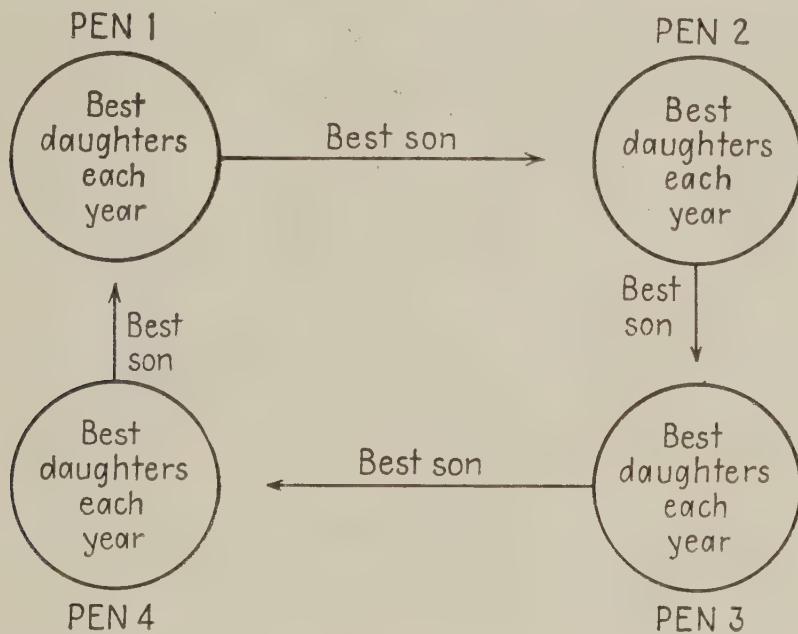 PEN 1
Best
daughters
each
year
Best son
PEN 2
Best
daughters
each
year
Best
son
PEN 3
Best
daughters
each
year
Best son
PEN 4
Best
daughters
each
year
Best
son